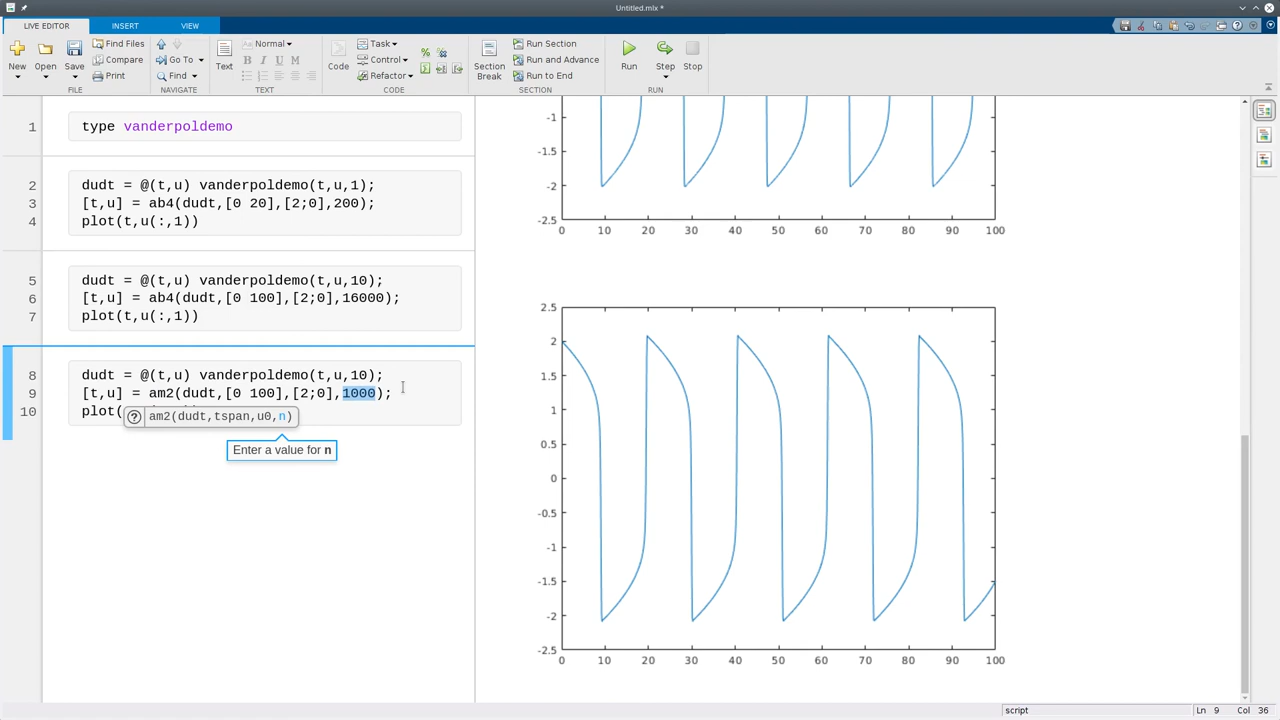 Untitled.mlx *
LIVE EDITOR INSERT VIEW
New Open Save
Find Files
Compare
Print
FILE
Go To
Find
NAVIGATE
Text
Normal
B I U M
TEXT
Code
Task
Control
Refactor
CODE
Section Break
Run Section
Run and Advance
Run to End
SECTION
Run Step Stop
RUN
1 type vanderpoldemo
2 dudt = @(t,u) vanderpoldemo(t,u,1);
3 [t,u] = ab4(dudt,[0 20],[2;0],200);
4 plot(t,u(:,1))
5 dudt = @(t,u) vanderpoldemo(t,u,10);
6 [t,u] = ab4(dudt,[0 100],[2;0],16000);
7 plot(t,u(:,1))
8 dudt = @(t,u) vanderpoldemo(t,u,10);
9 [t,u] = am2(dudt,[0 100],[2;0],1000);
10 plot(
am2(dudt,tspan,u0,n)
Enter a value for n
-1
-1.5
-2
-2.5
0 10 20 30 40 50 60 70 80 90 100
2.5
2
1.5
1
0.5
0
-0.5
-1
-1.5
-2
-2.5
0 10 20 30 40 50 60 70 80 90 100
script Ln 9 Col 36